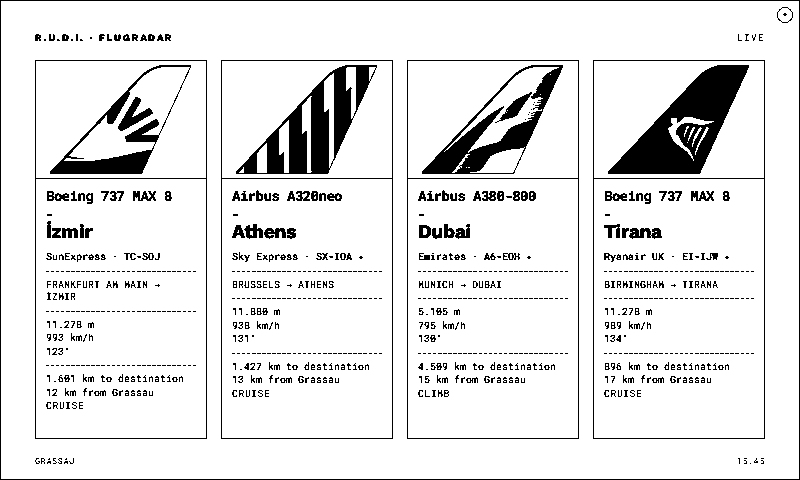 R.U.D.I. · FLUGRADAR
LIVE
Boeing 737 MAX 8
-
İzmir
SunExpress · TC-SOJ
FRANKFURT AM MAIN →
IZMIR
11.278 m
993 km/h
123°
1.601 km to destination
12 km from Grassau
CRUISE
Airbus A320neo
-
Athens
Sky Express · SX-IOA
BRUSSELS → ATHENS
11.880 m
938 km/h
131°
1.427 km to destination
13 km from Grassau
CRUISE
Airbus A380-800
-
Dubai
Emirates · A6-EOX
MUNICH → DUBAI
5.105 m
795 km/h
130°
4.509 km to destination
15 km from Grassau
CLIMB
Boeing 737 MAX 8
-
Tirana
Ryanair UK · EI-IJW
BIRMINGHAM → TIRANA
11.278 m
989 km/h
134°
896 km to destination
17 km from Grassau
CRUISE
GRASSAU
15.45